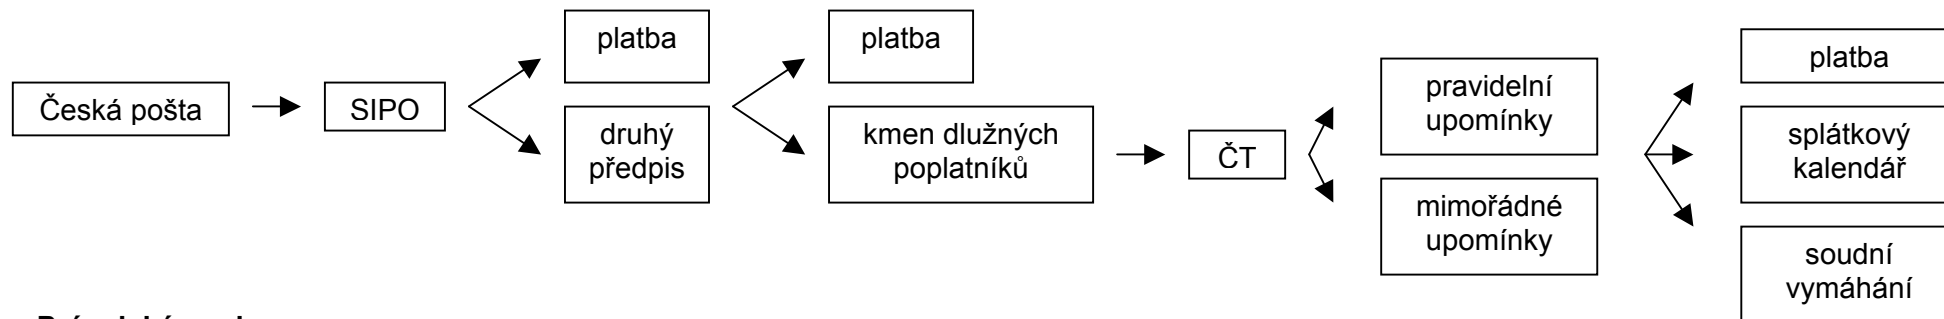 Česká pošta
SIPO
platba
druhý
předpis
platba
kmen dlužných
poplatníků
ČT
pravidelní
upomínky
mimořádné
upomínky
platba
splátkový
kalendář
soudní
vymáhání